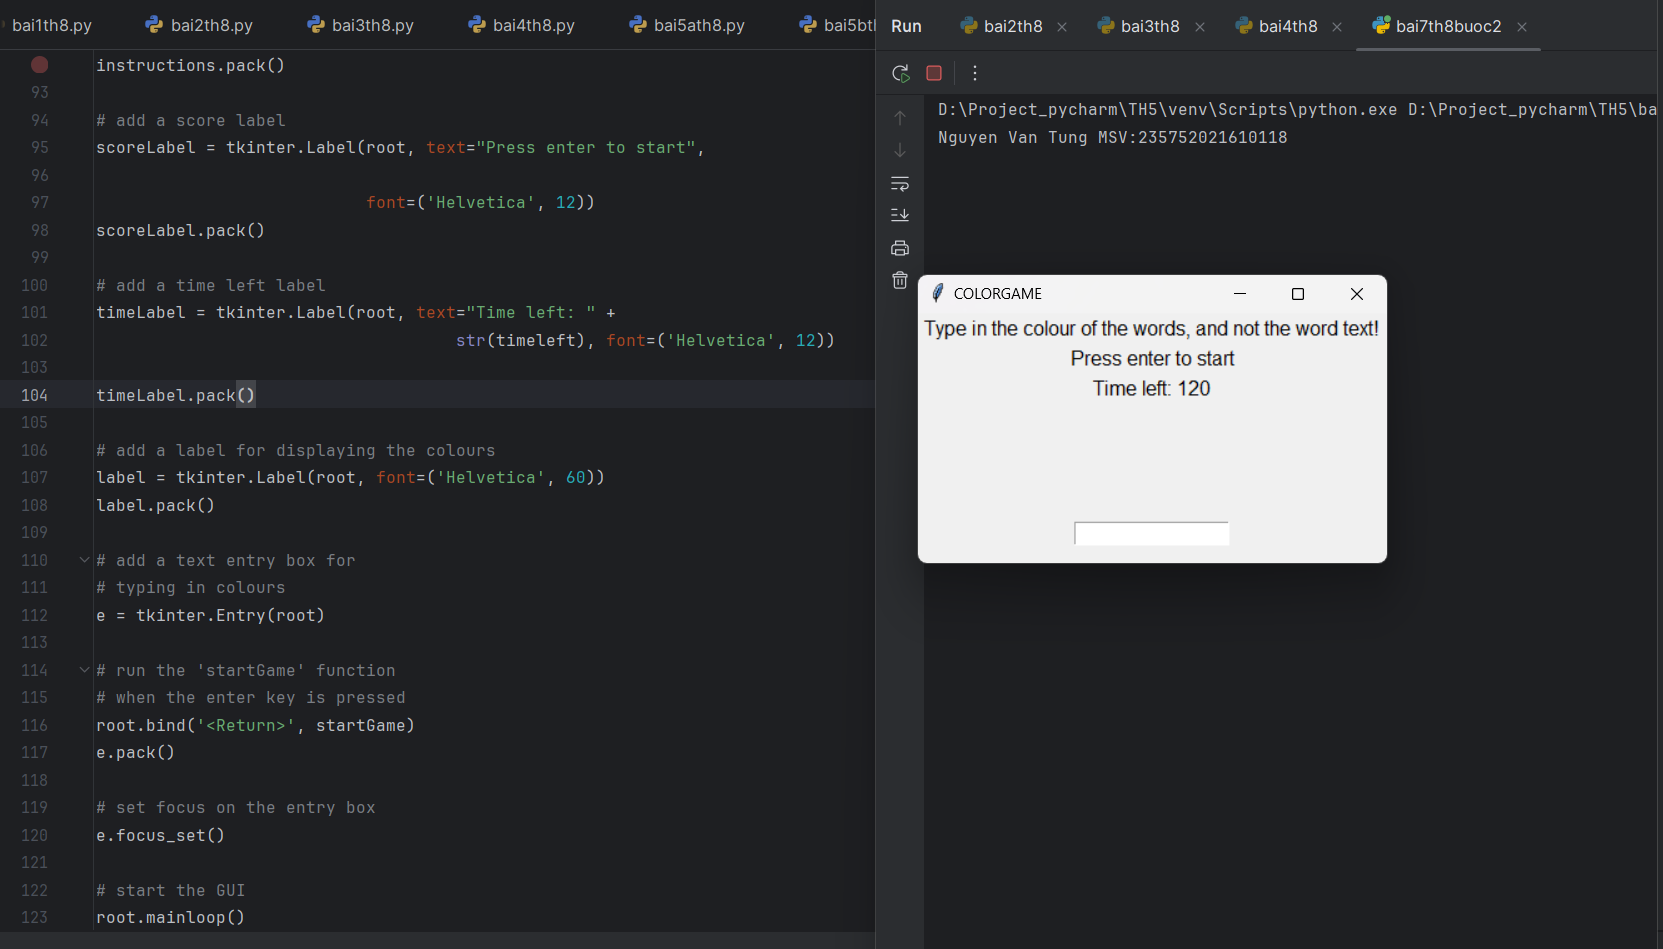 bai1th8.py bai2th8.py bai3th8.py bai4th8.py bai5ath8.py bai5bt
instructions.pack()
93
94 # add a score label
95 scoreLabel = tkinter.Label(root, text="Press enter to start",
96
97 font=('Helvetica', 12))
98 scoreLabel.pack()
99
100 # add a time left label
101 timeLabel = tkinter.Label(root, text="Time left: " +
102 str(timeleft), font=('Helvetica', 12))
103
104 timeLabel.pack()
105
106 # add a label for displaying the colours
107 label = tkinter.Label(root, font=('Helvetica', 60))
108 label.pack()
109
110 # add a text entry box for
111 # typing in colours
112 e = tkinter.Entry(root)
113
114 # run the 'startGame' function
115 # when the enter key is pressed
116 root.bind('<Return>', startGame)
117 e.pack()
118
119 # set focus on the entry box
120 e.focus_set()
121
122 # start the GUI
123 root.mainloop()
Run bai2th8 bai3th8 bai4th8 bai7th8buoc2
D:\Project_pycharm\TH5\venv\Scripts\python.exe D:\Project_pycharm\TH5\ba
Nguyen Van Tung MSV:235752021610118
COLORGAME
Type in the colour of the words, and not the word text!
Press enter to start
Time left: 120